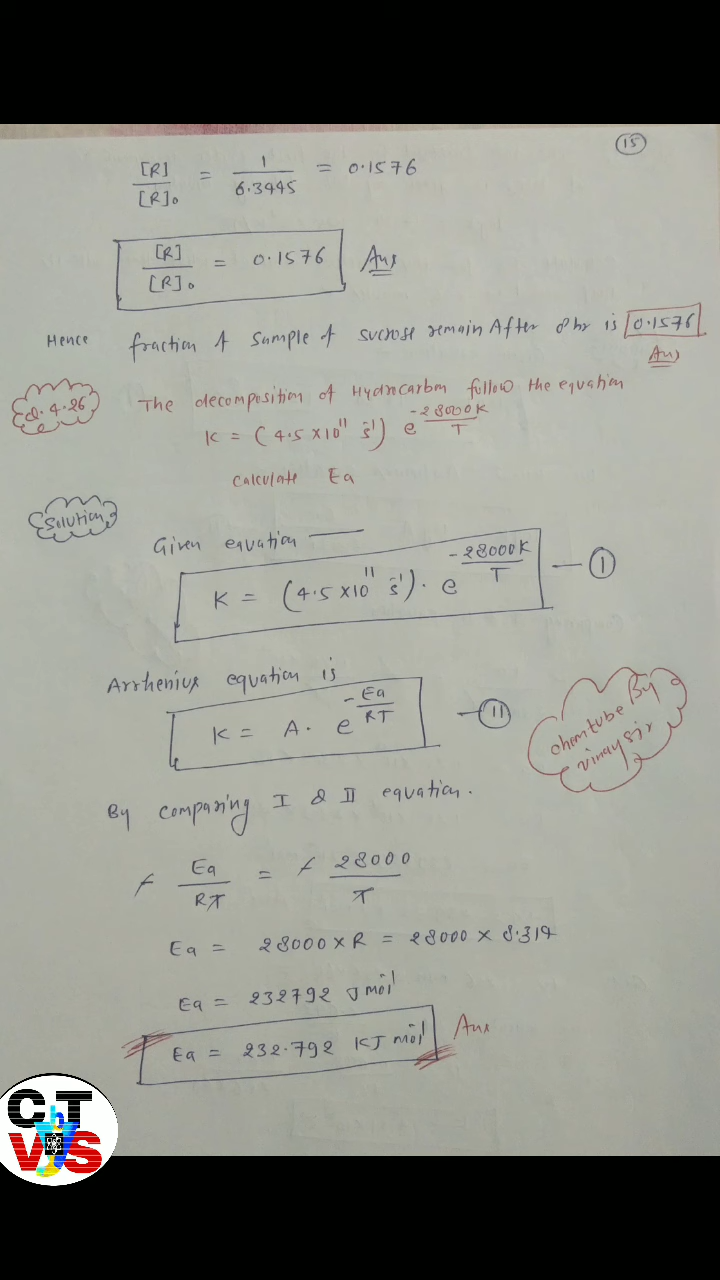 15
[R]/[R]₀ = 1/6.3445 = 0.1576
[R]/[R]₀ = 0.1576 Ans
Hence fraction of sample of sucrose remain After 8 hr is 0.1576
Ans
Q. 4.26 The decomposition of Hydrocarbon follow the equation
K = (4.5 × 10¹¹ s⁻¹) e^(-28000K/T)
calculate Ea
Solution
Given equation
K = (4.5 × 10¹¹ s⁻¹) · e^(-28000K/T) — I
Arrhenius equation is
K = A · e^(-Ea/RT) — II
By comparing I & II equation.
- Ea/RT = - 28000/T
Ea = 28000 × R = 28000 × 8.314
Ea = 232792 J mol⁻¹
Ea = 232.792 KJ mol⁻¹ Ans
chemtube By
vinay sir
CT
VS